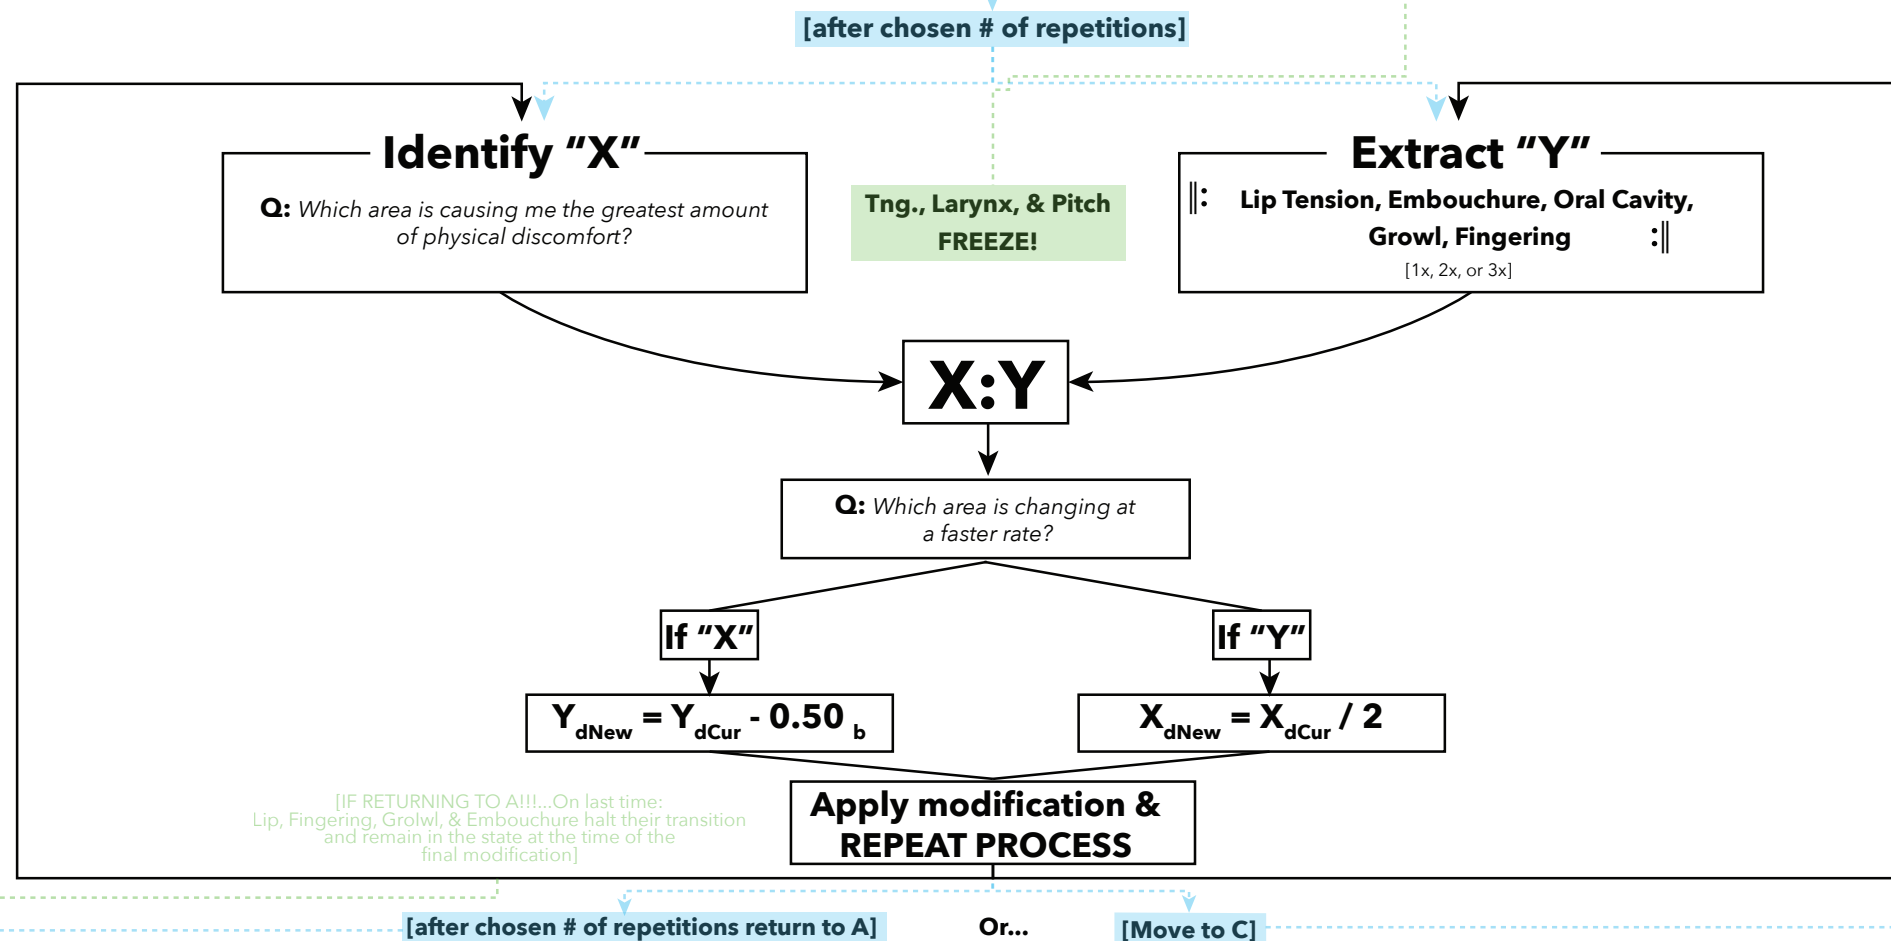 [after chosen # of repetitions]
Identify “X”
Q: Which area is causing me the greatest amount
of physical discomfort?
Tng., Larynx, & Pitch
FREEZE!
Extract “Y”
‖: Lip Tension, Embouchure, Oral Cavity,
Growl, Fingering :‖
[1x, 2x, or 3x]
X:Y
Q: Which area is changing at
a faster rate?
If “X”
If “Y”
YdNew = YdCur - 0.50 b
XdNew = XdCur / 2
Apply modification &
REPEAT PROCESS
[IF RETURNING TO A!!!...On last time:
Lip, Fingering, Grolwl, & Embouchure halt their transition
and remain in the state at the time of the
final modification]
[after chosen # of repetitions return to A]
Or...
[Move to C]